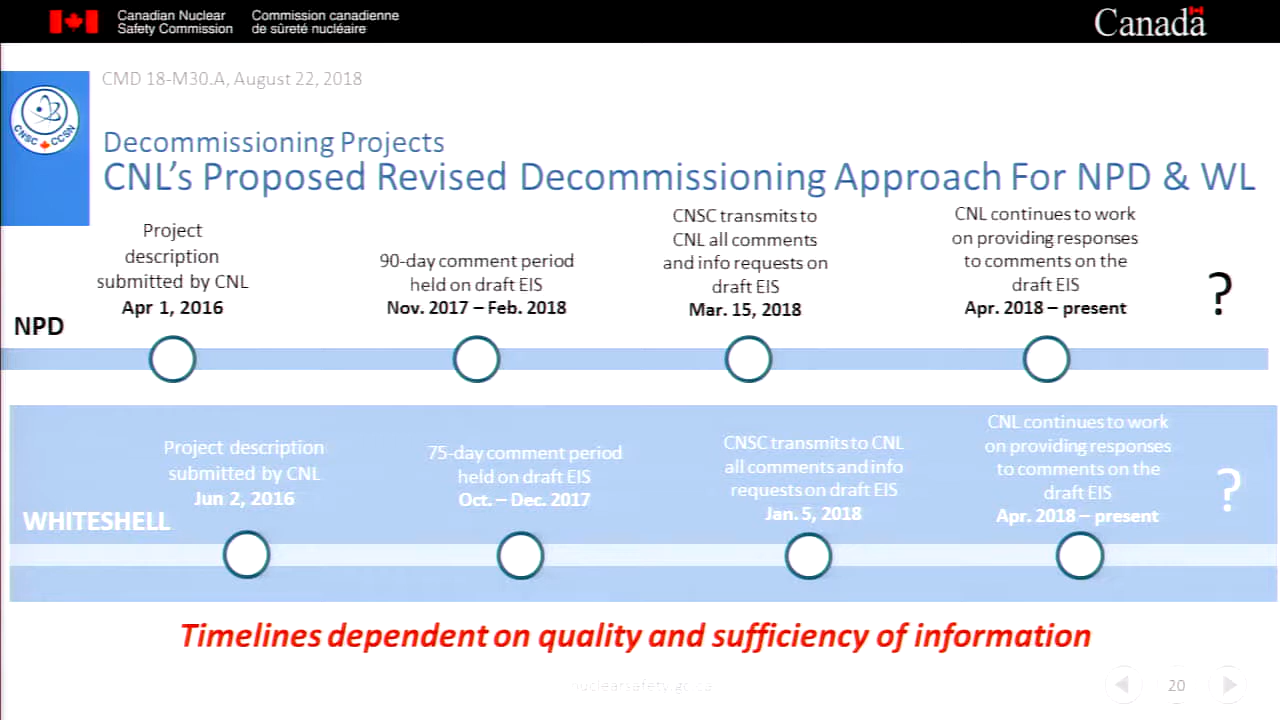 Canadian Nuclear
Safety Commission
Commission canadienne
de sûreté nucléaire
Canada
CMD 18-M30.A, August 22, 2018
CNSC CCSN
Decommissioning Projects
CNL's Proposed Revised Decommissioning Approach For NPD & WL
NPD
Project
description
submitted by CNL
Apr 1, 2016
90-day comment period
held on draft EIS
Nov. 2017 – Feb. 2018
CNSC transmits to
CNL all comments
and info requests on
draft EIS
Mar. 15, 2018
CNL continues to work
on providing responses
to comments on the
draft EIS
Apr. 2018 – present
?
WHITESHELL
Project description
submitted by CNL
Jun 2, 2016
75-day comment period
held on draft EIS
Oct. – Dec. 2017
CNSC transmits to CNL
all comments and info
requests on draft EIS
Jan. 5, 2018
CNL continues to work
on providing responses
to comments on the
draft EIS
Apr. 2018 – present
?
Timelines dependent on quality and sufficiency of information
nuclearsafety.gc.ca
20